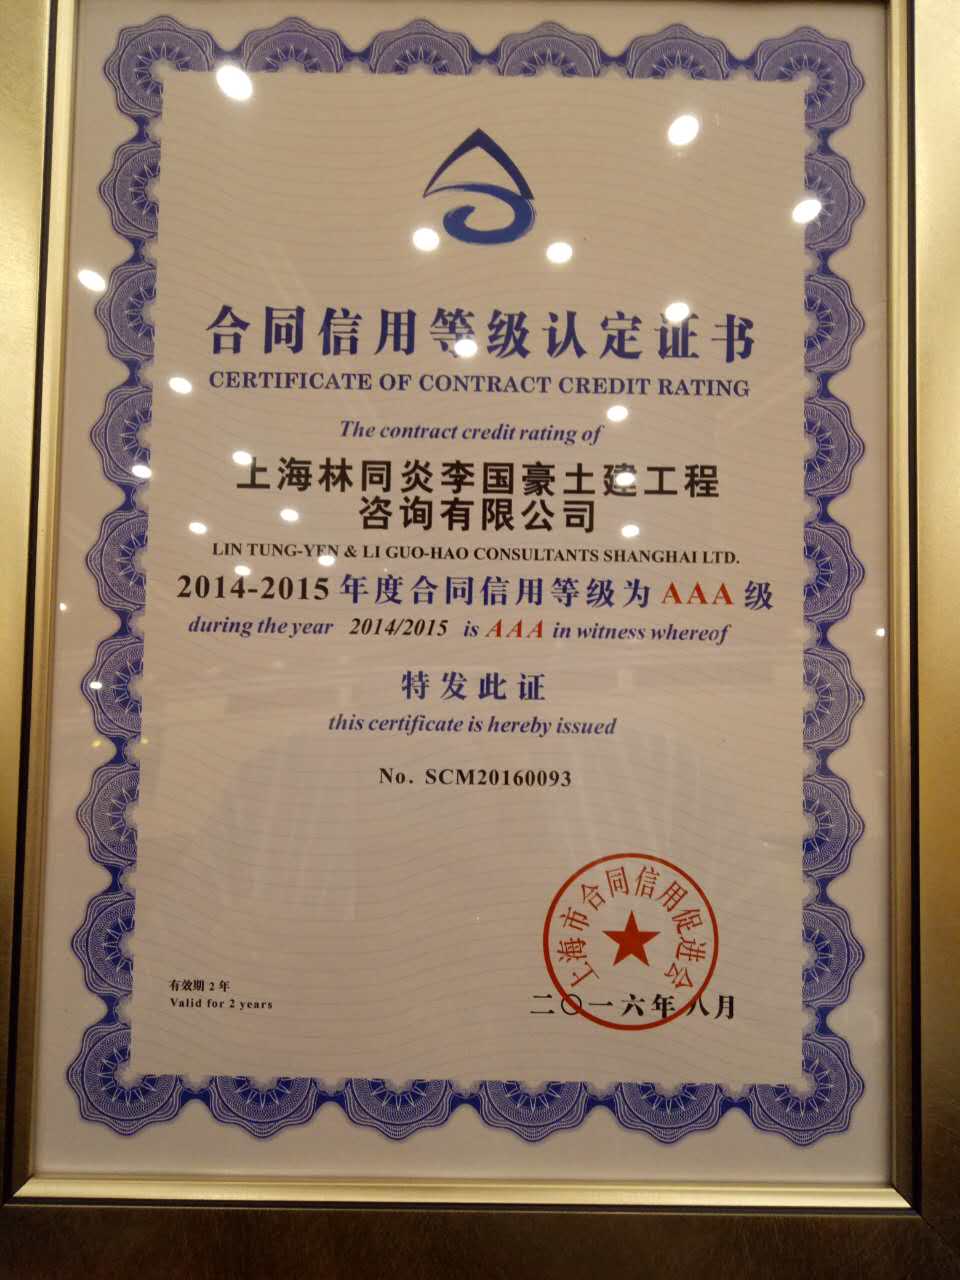 合同信用等级认定证书
CERTIFICATE OF CONTRACT CREDIT RATING
The contract credit rating of
上海林同炎李国豪土建工程
咨询有限公司
LIN TUNG-YEN & LI GUO-HAO CONSULTANTS SHANGHAI LTD.
2014-2015 年度合同信用等级为 AAA 级
during the year 2014/2015 is AAA in witness whereof
特发此证
this certificate is hereby issued
No. SCM20160093
上海市合同信用促进会
二〇一六年八月
有效期 2 年
Valid for 2 years